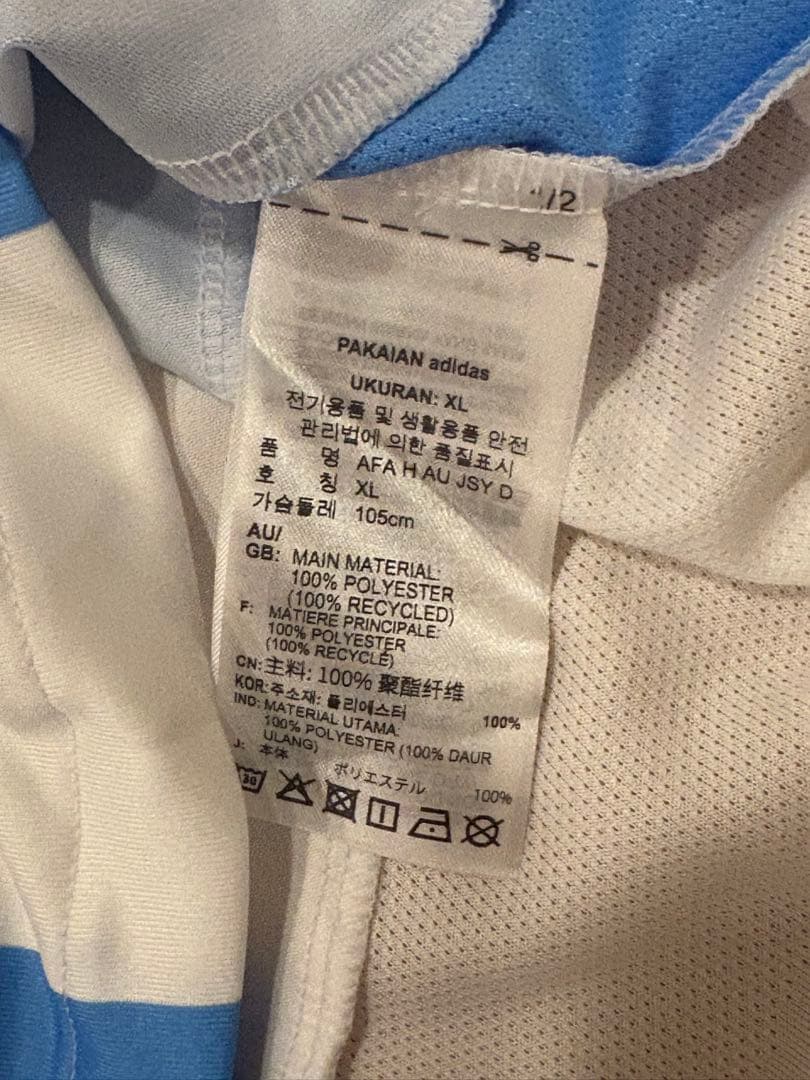 /2
PAKAIAN adidas
UKURAN: XL
전기용품 및 생활용품 안전
관리법에 의한 품질표시
품 명 AFA H AU JSY D
호 칭 XL
가슴둘레 105cm
AU/
GB: MAIN MATERIAL:
100% POLYESTER
(100% RECYCLED)
F: MATIERE PRINCIPALE:
100% POLYESTER
(100% RECYCLÉ)
CN: 主料: 100% 聚酯纤维
KOR: 주소재: 폴리에스터 100%
IND: MATERIAL UTAMA:
100% POLYESTER (100% DAUR
ULANG)
J: 本体
ポリエステル 100%
30